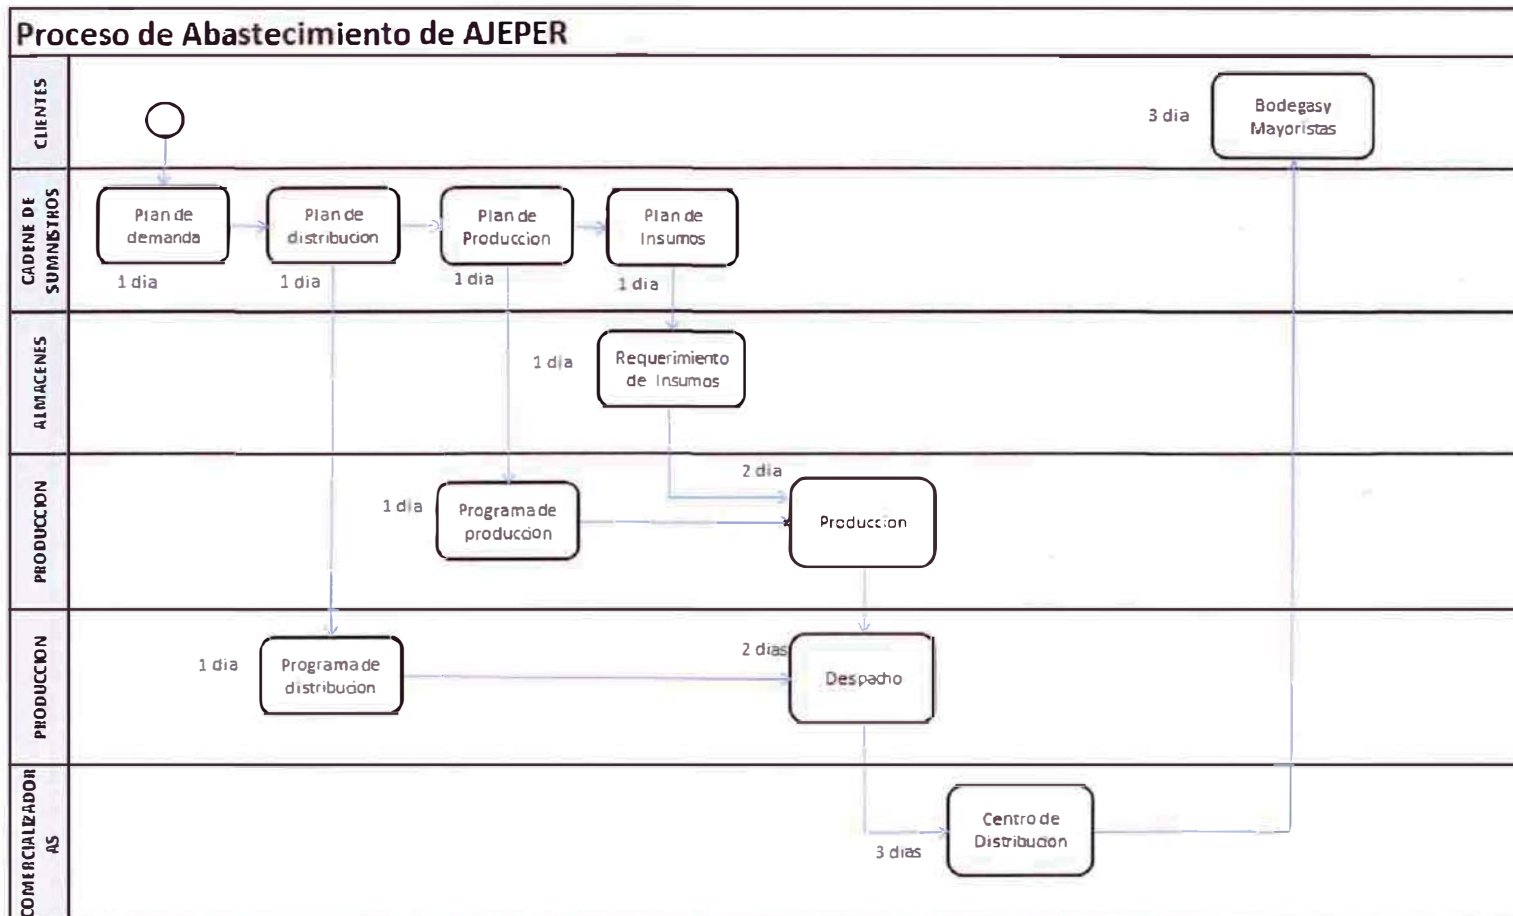 Proceso de Abastecimiento de AJEPER
CLIENTES
3 dia
Bodegasy
Mayoristas
CADENE DE
SUMNISTROS
Plan de
demanda
Plan de
distribucion
Plan de
Produccion
Plan de
Insumos
1 dia
1 dia
1 dia
1 dia
ALMACENES
1 dia
Requerimiento
de Insumos
PRODUCCION
1 dia
Programa de
produccion
2 dia
Produccion
PRODUCCION
1 dia
Programa de
distribucion
2 dias
Despacho
COMERCIALIZADOR
AS
3 dias
Centro de
Distribucion